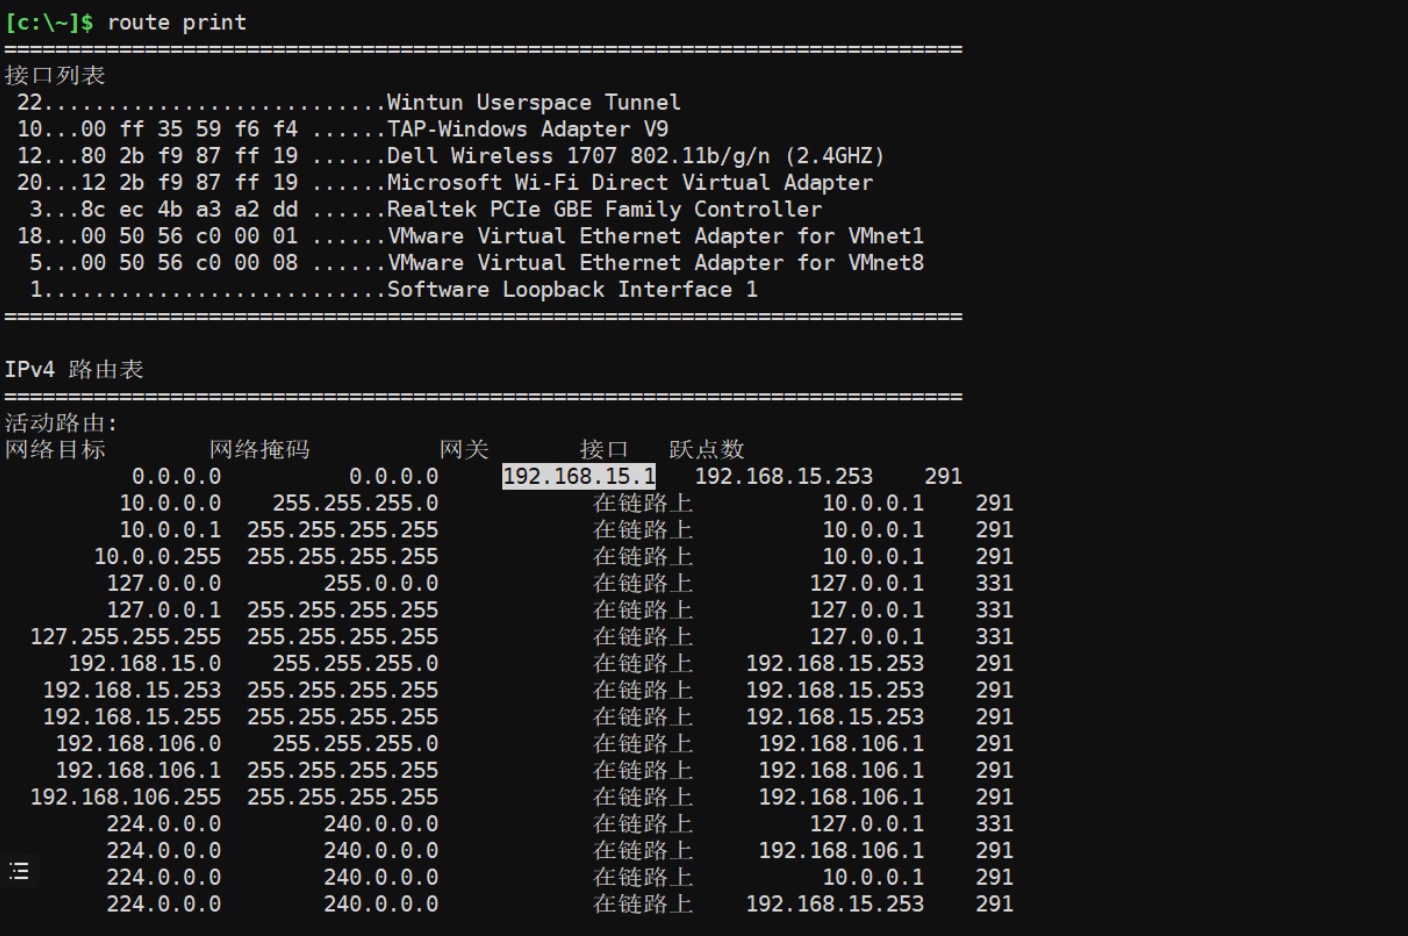 [c:\~]$ route print
===========================================================================
接口列表
 22...........................Wintun Userspace Tunnel
 10...00 ff 35 59 f6 f4 ......TAP-Windows Adapter V9
 12...80 2b f9 87 ff 19 ......Dell Wireless 1707 802.11b/g/n (2.4GHZ)
 20...12 2b f9 87 ff 19 ......Microsoft Wi-Fi Direct Virtual Adapter
  3...8c ec 4b a3 a2 dd ......Realtek PCIe GBE Family Controller
 18...00 50 56 c0 00 01 ......VMware Virtual Ethernet Adapter for VMnet1
  5...00 50 56 c0 00 08 ......VMware Virtual Ethernet Adapter for VMnet8
  1...........................Software Loopback Interface 1
===========================================================================
IPv4 路由表
===========================================================================
活动路由:
网络目标        网络掩码          网关       接口   跃点数
          0.0.0.0          0.0.0.0     192.168.15.1   192.168.15.253    291
         10.0.0.0    255.255.255.0            在链路上          10.0.0.1    291
         10.0.0.1  255.255.255.255            在链路上          10.0.0.1    291
       10.0.0.255  255.255.255.255            在链路上          10.0.0.1    291
        127.0.0.0        255.0.0.0            在链路上         127.0.0.1    331
        127.0.0.1  255.255.255.255            在链路上         127.0.0.1    331
  127.255.255.255  255.255.255.255            在链路上         127.0.0.1    331
     192.168.15.0    255.255.255.0            在链路上    192.168.15.253    291
   192.168.15.253  255.255.255.255            在链路上    192.168.15.253    291
   192.168.15.255  255.255.255.255            在链路上    192.168.15.253    291
    192.168.106.0    255.255.255.0            在链路上     192.168.106.1    291
    192.168.106.1  255.255.255.255            在链路上     192.168.106.1    291
  192.168.106.255  255.255.255.255            在链路上     192.168.106.1    291
        224.0.0.0        240.0.0.0            在链路上         127.0.0.1    331
        224.0.0.0        240.0.0.0            在链路上     192.168.106.1    291
        224.0.0.0        240.0.0.0            在链路上          10.0.0.1    291
        224.0.0.0        240.0.0.0            在链路上    192.168.15.253    291